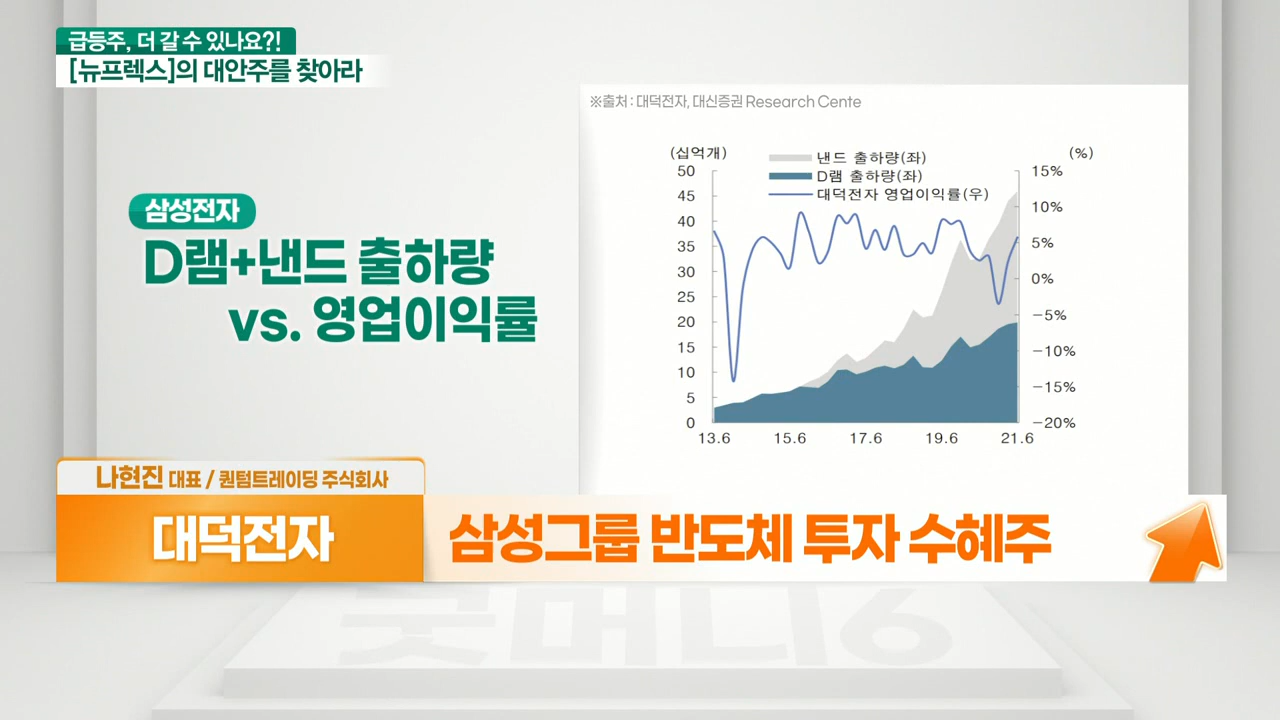 급등주, 더 갈 수 있나요?!
[뉴프렉스]의 대안주를 찾아라
※출처 : 대덕전자, 대신증권 Research Cente
삼성전자
D램+낸드 출하량
vs. 영업이익률
(십억개)
(%)
낸드 출하량(좌)
D램 출하량(좌)
대덕전자 영업이익률(우)
50
45
40
35
30
25
20
15
10
5
0
15%
10%
5%
0%
−5%
−10%
−15%
−20%
13.6 15.6 17.6 19.6 21.6
나현진 대표 / 퀀텀트레이딩 주식회사
대덕전자
삼성그룹 반도체 투자 수혜주
굿머니6